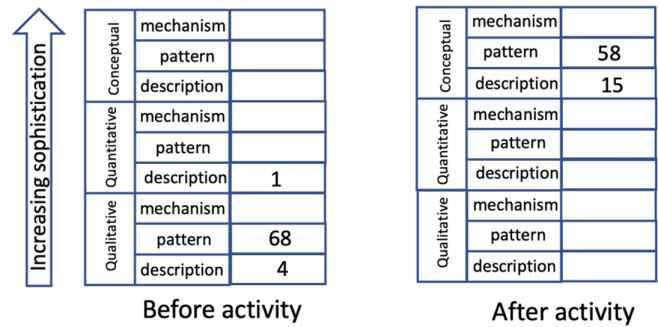 Increasing sophistication
Conceptual
mechanism
pattern
description
Quantitative
mechanism
pattern
description 1
Qualitative
mechanism
pattern 68
description 4
Before activity
Conceptual
mechanism
pattern 58
description 15
Quantitative
mechanism
pattern
description
Qualitative
mechanism
pattern
description
After activity